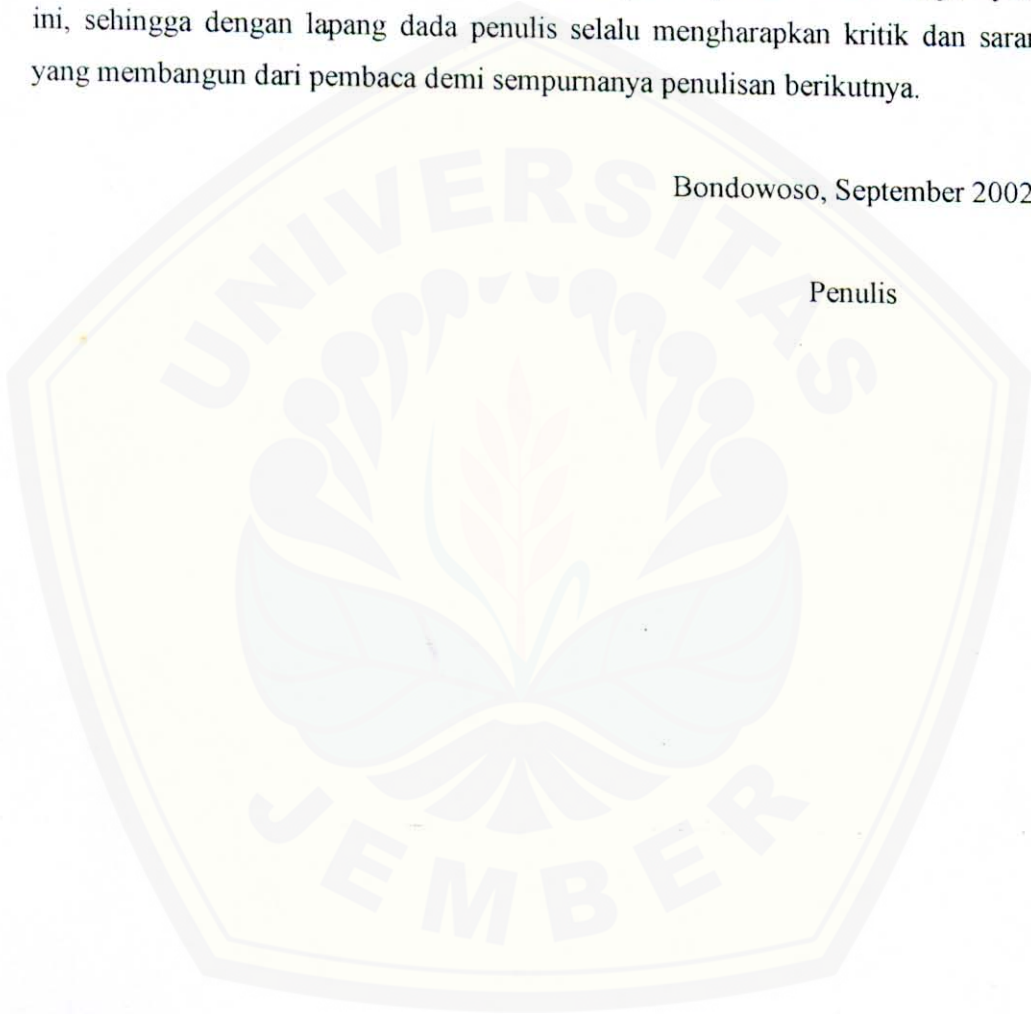 ini, sehingga dengan lapang dada penulis selalu mengharapkan kritik dan saran
yang membangun dari pembaca demi sempurnanya penulisan berikutnya.
Bondowoso, September 2002
Penulis
UNIVERSITAS
JEMBER